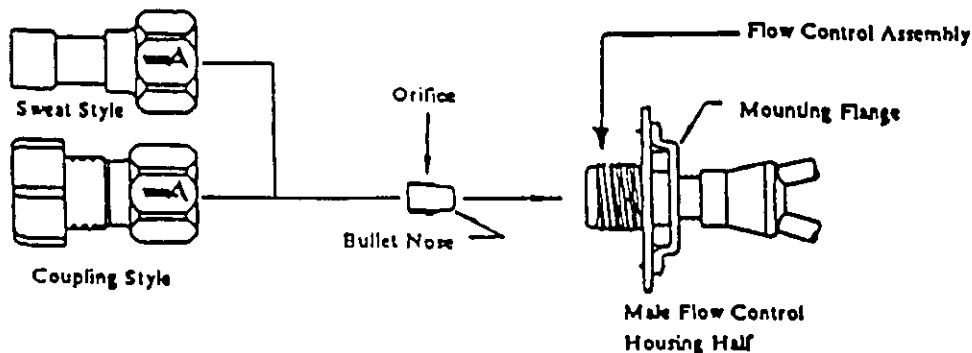 Flow Control Assembly
Sweat Style
Orifice
Mounting Flange
Bullet Nose
Coupling Style
Male Flow Control
Housing Half